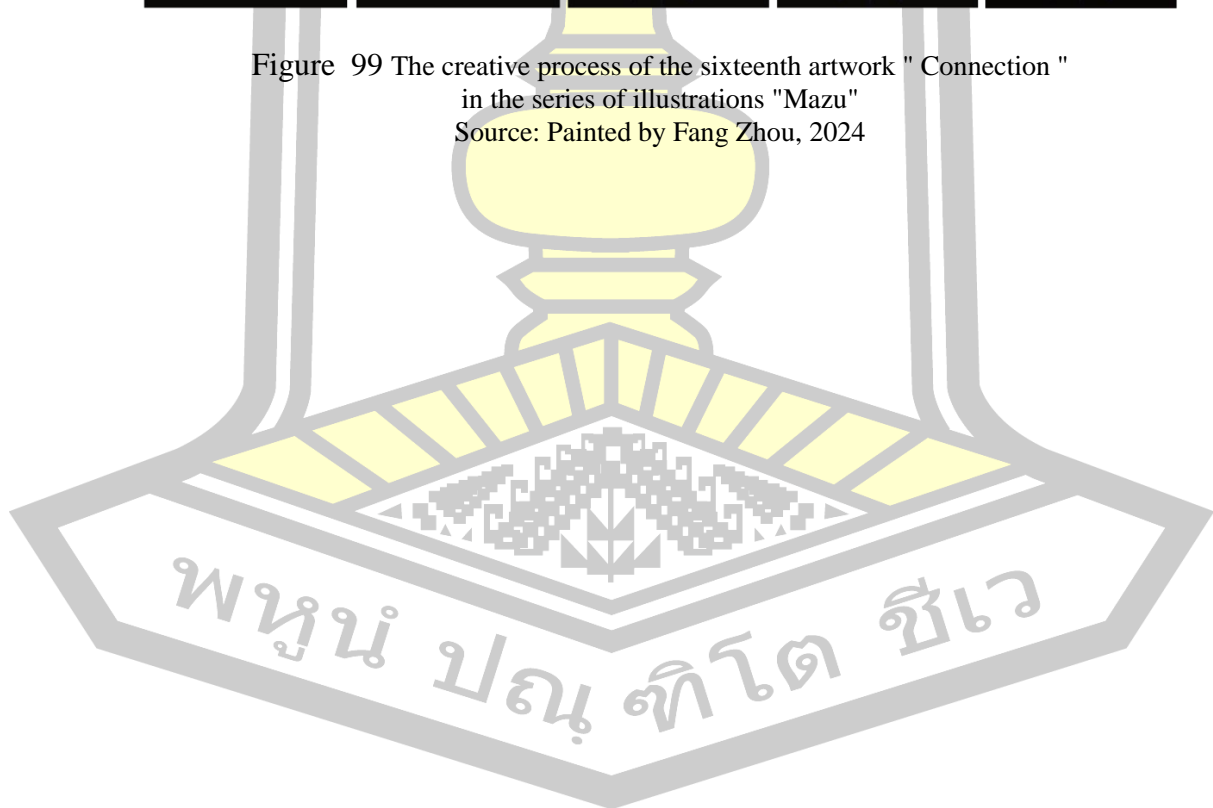 Figure 99 The creative process of the sixteenth artwork " Connection "
in the series of illustrations "Mazu"
Source: Painted by Fang Zhou, 2024
พหูนํ ปณฺฑิโต ชีเว